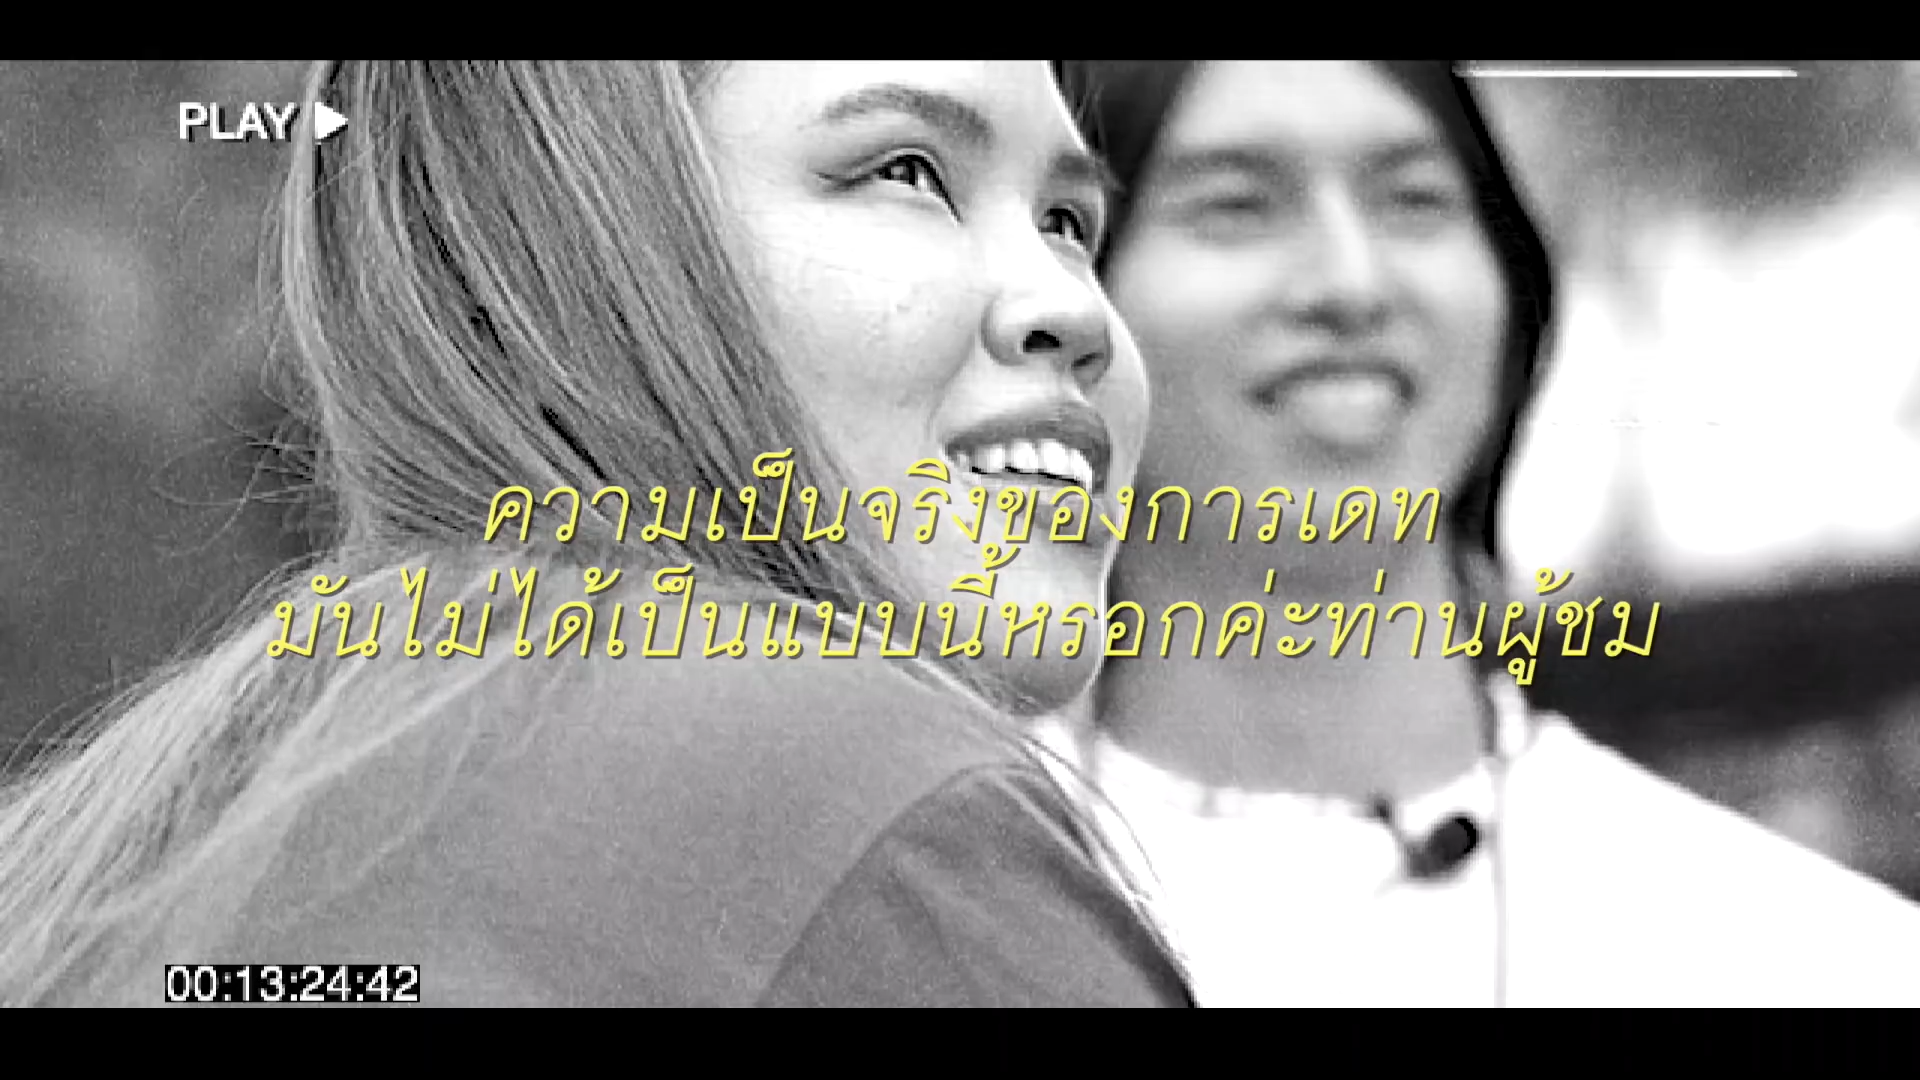 PLAY
ความเป็นจริงของการเดท
มันไม่ได้เป็นแบบนี้หรอกค่ะท่านผู้ชม
00:13:24:42